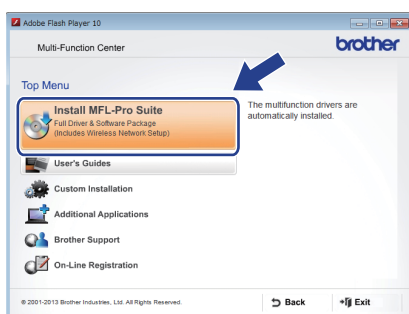 Adobe Flash Player 10
Multi-Function Center
brother
Top Menu
Install MFL-Pro Suite
Full Driver & Software Package
(Includes Wireless Network Setup)
The multifunction drivers are
automatically installed.
User's Guides
Custom Installation
Additional Applications
Brother Support
On-Line Registration
© 2001-2013 Brother Industries, Ltd. All Rights Reserved.
Back
Exit